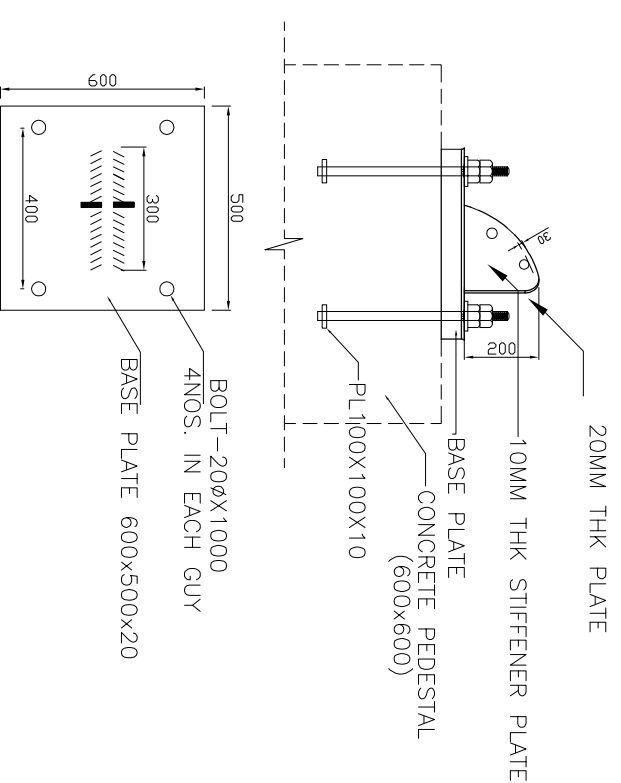 20MM THK PLATE
10MM THK STIFFENER PLATE
30
200
BASE PLATE
CONCRETE PEDESTAL
(600x600)
PL100X100X10
600
500
300
400
BOLT-20ØX1000
4NOS. IN EACH GUY
BASE PLATE 600x500x20